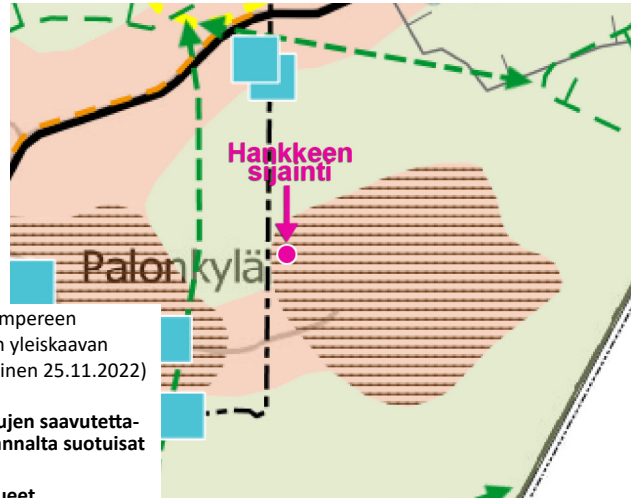 Hankkeen
sijainti
Palonkylä
mpereen
n yleiskaavan
inen 25.11.2022)
ujen saavutetta-
annalta suotuisat
ueet